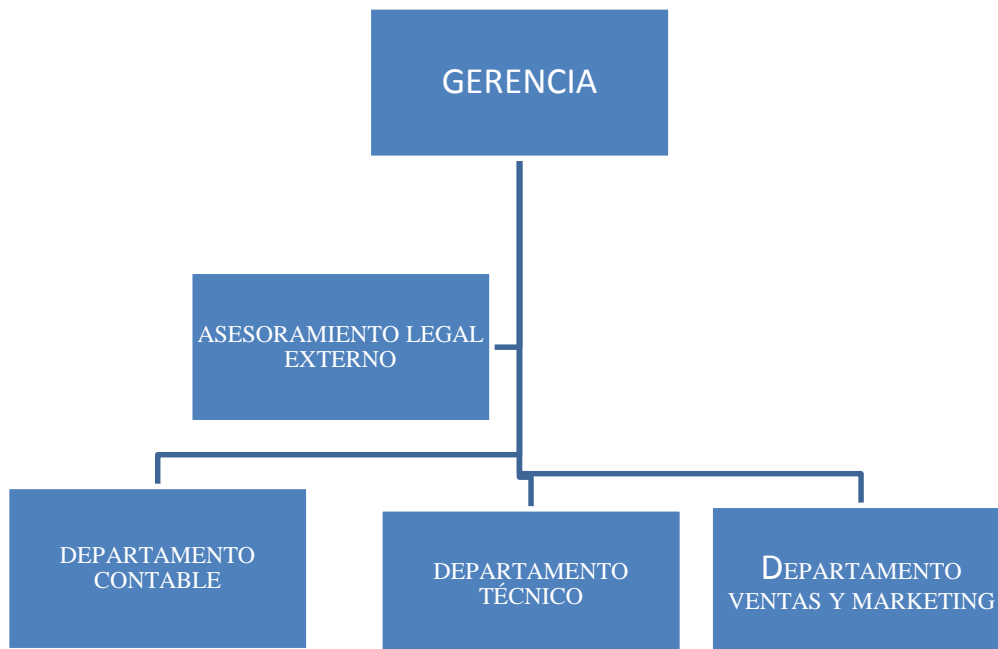 GERENCIA
ASESORAMIENTO LEGAL
EXTERNO
DEPARTAMENTO
CONTABLE
DEPARTAMENTO
TÉCNICO
DEPARTAMENTO
VENTAS Y MARKETING